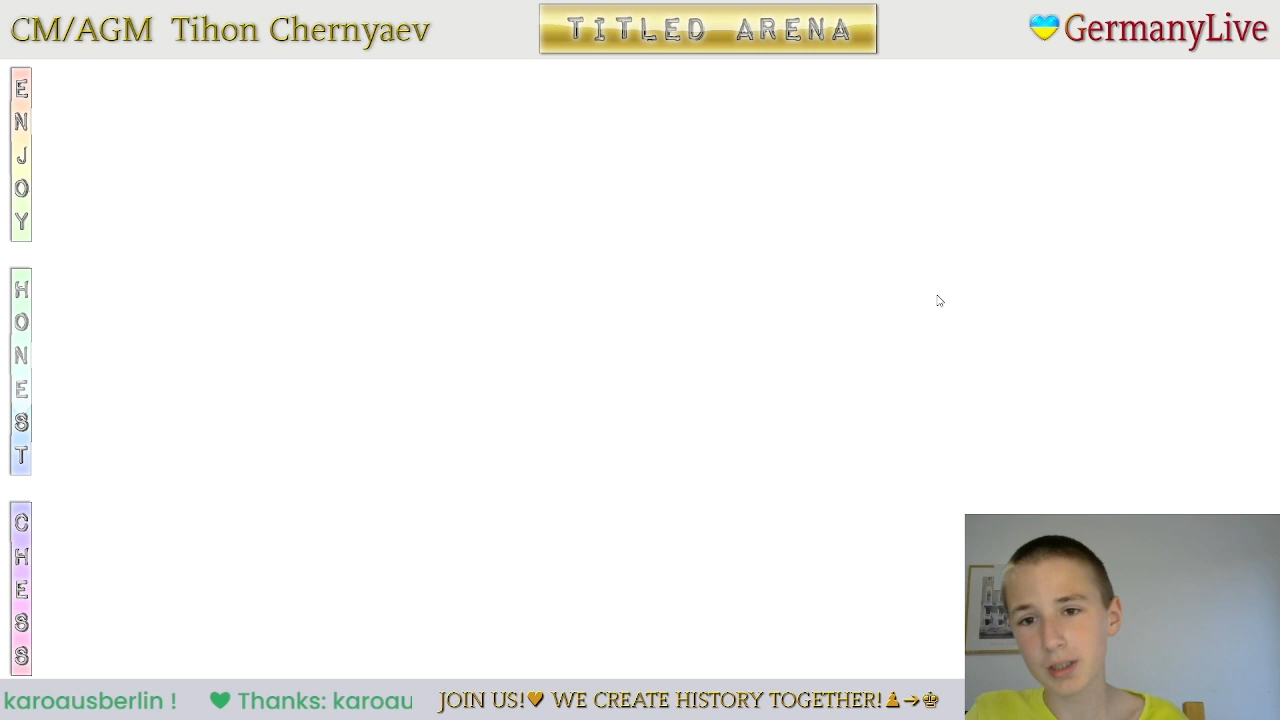 CM/AGM Tihon Chernyaev
TITLED ARENA
GermanyLive
ENJOY
HONEST
CHESS
karoausberlin !
Thanks: karoau
JOIN US!🧡 WE CREATE HISTORY TOGETHER!♟→♚